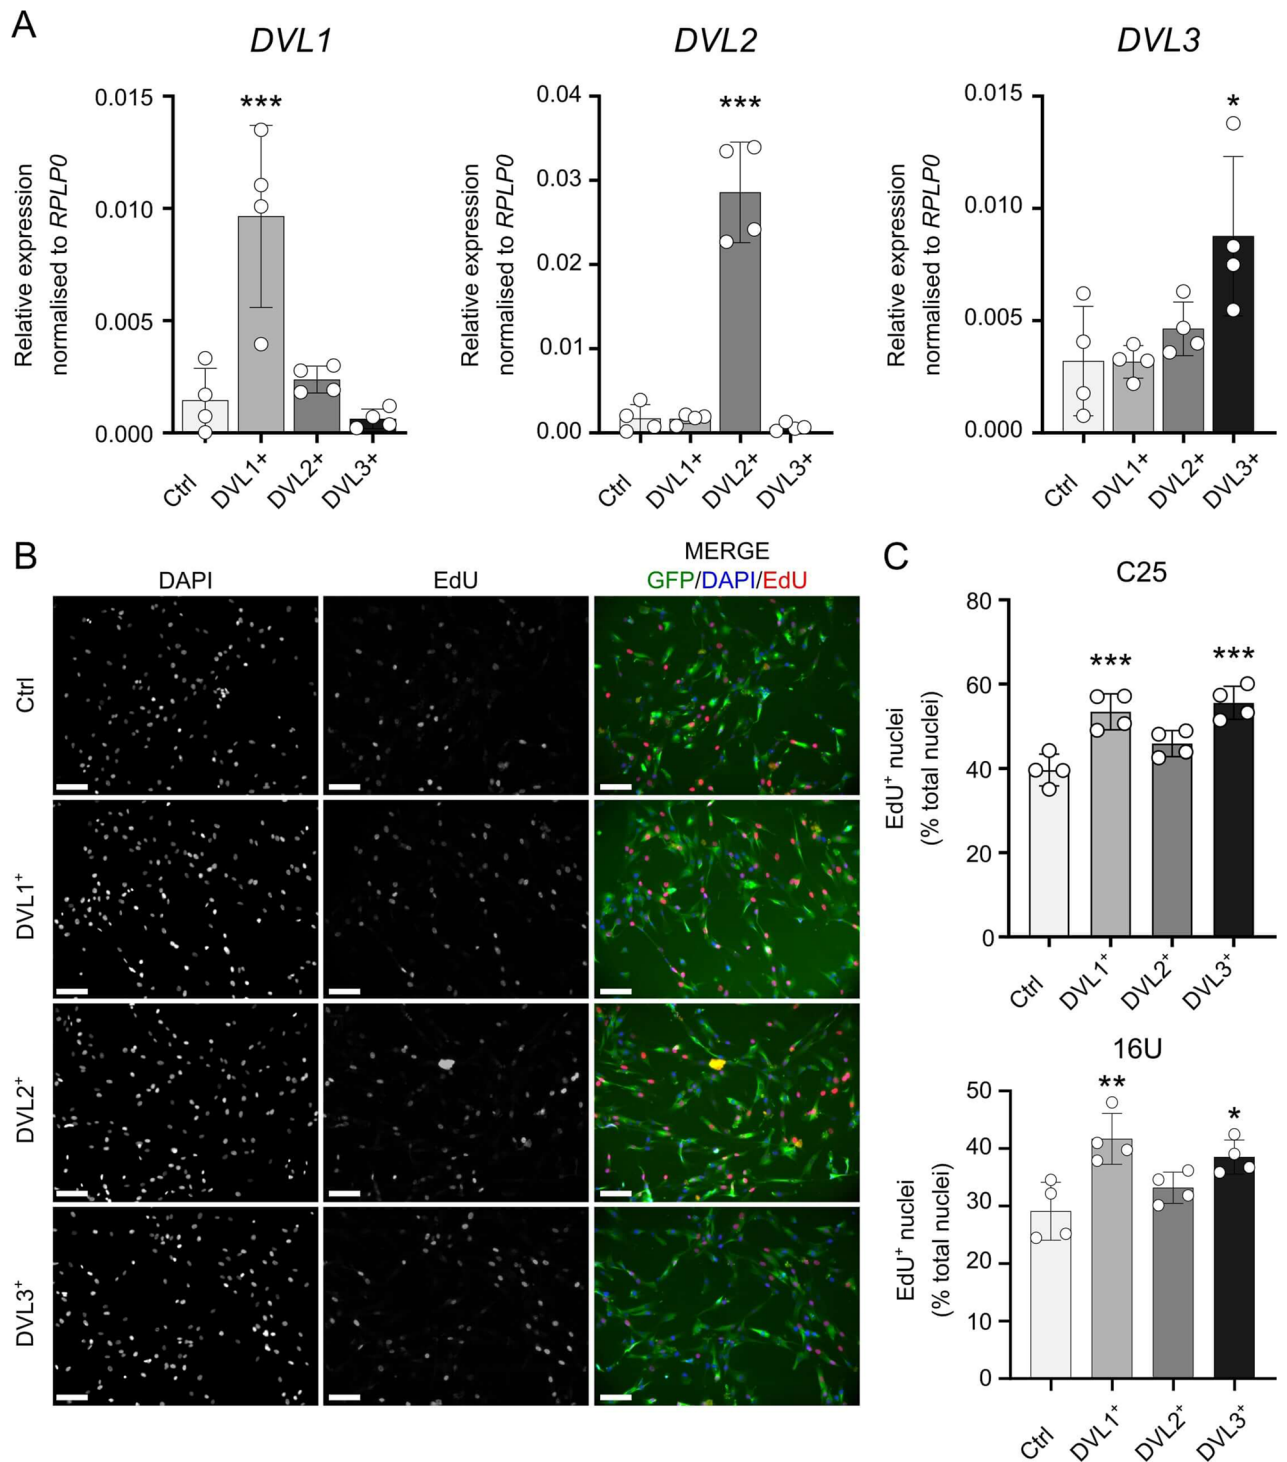 A
DVL1
DVL2
DVL3
Relative expression
normalised to RPLP0
0.015
0.010
0.005
0.000
***
Ctrl
DVL1+
DVL2+
DVL3+
Relative expression
normalised to RPLP0
0.04
0.03
0.02
0.01
0.00
***
Ctrl
DVL1+
DVL2+
DVL3+
Relative expression
normalised to RPLP0
0.015
0.010
0.005
0.000
*
Ctrl
DVL1+
DVL2+
DVL3+
B
DAPI
EdU
MERGE
GFP/DAPI/EdU
Ctrl
DVL1⁺
DVL2⁺
DVL3⁺
C
C25
EdU⁺ nuclei
(% total nuclei)
80
60
40
20
0
***
***
Ctrl
DVL1⁺
DVL2⁺
DVL3⁺
16U
EdU⁺ nuclei
(% total nuclei)
50
40
30
20
10
0
**
*
Ctrl
DVL1⁺
DVL2⁺
DVL3⁺